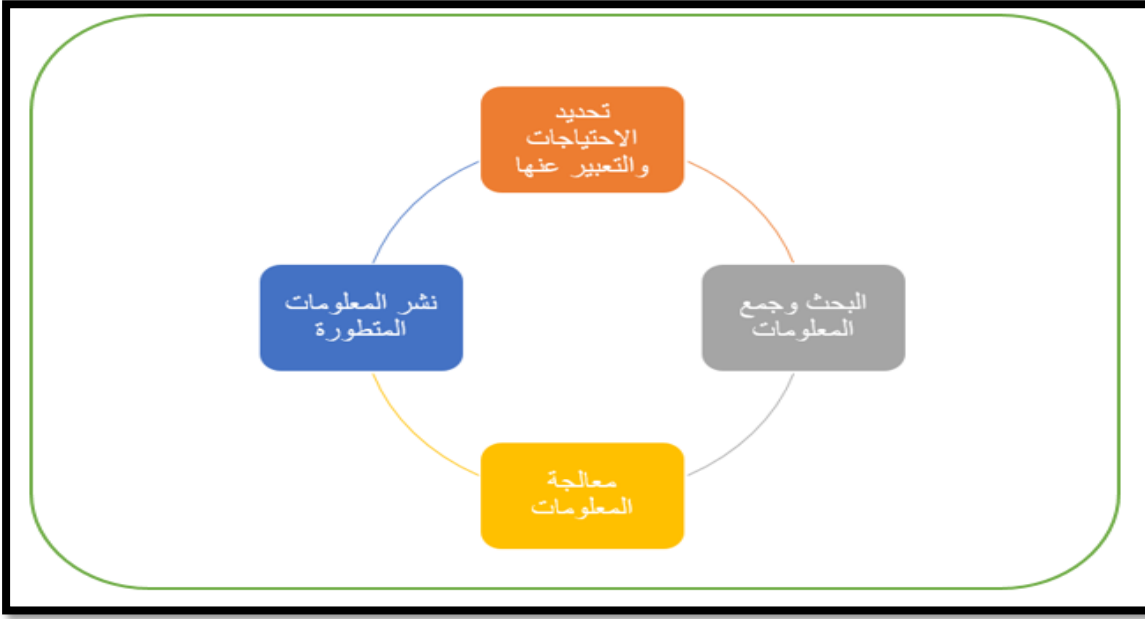 تحديد
الاحتياجات
والتعبير عنها
البحث وجمع
المعلومات
معالجة
المعلومات
نشر المعلومات
المتطورة